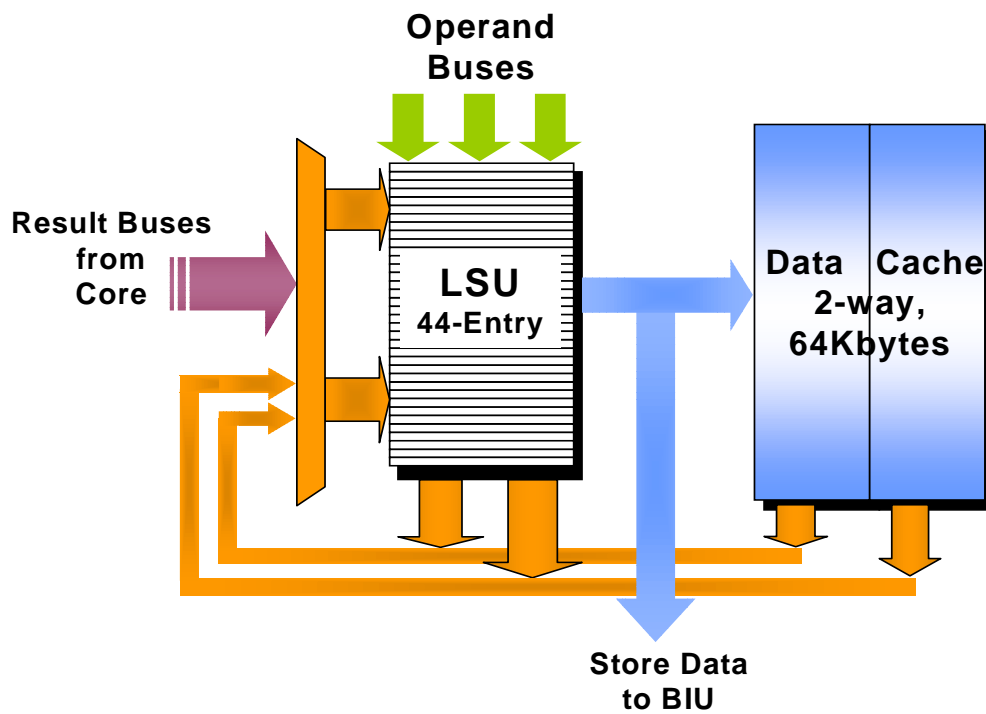 Operand
Buses
Result Buses
from
Core
LSU
44-Entry
Data Cache
2-way,
64Kbytes
Store Data
to BIU